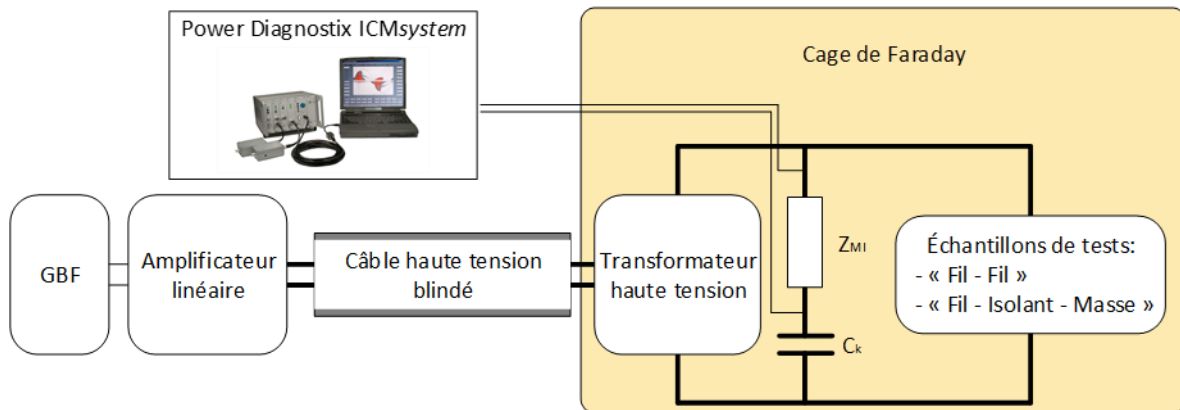 Power Diagnostix ICMsystem
Cage de Faraday
GBF
Amplificateur
linéaire
Câble haute tension
blindé
Transformateur
haute tension
ZMI
Ck
Échantillons de tests:
- « Fil - Fil »
- « Fil - Isolant - Masse »